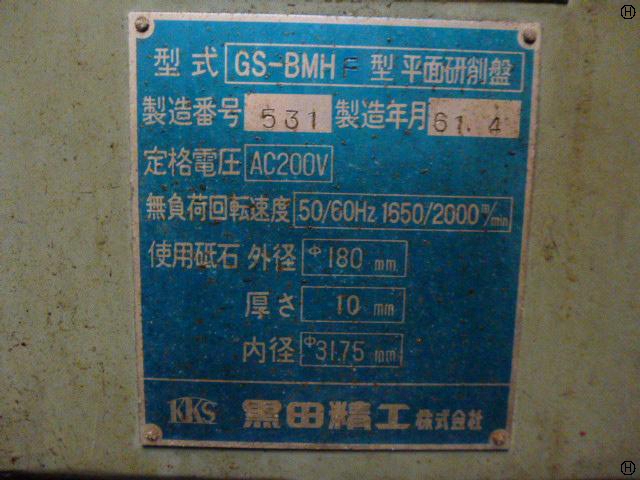 型式 GS-BMH F 型 平面研削盤
製造番号 531 製造年月 61.4
定格電圧 AC200V
無負荷回転速度 50/60Hz 1650/2000 m/min
使用砥石 外径 φ180 mm
厚さ 10 mm
内径 φ31.75 mm
KKS 黒田精工株式会社